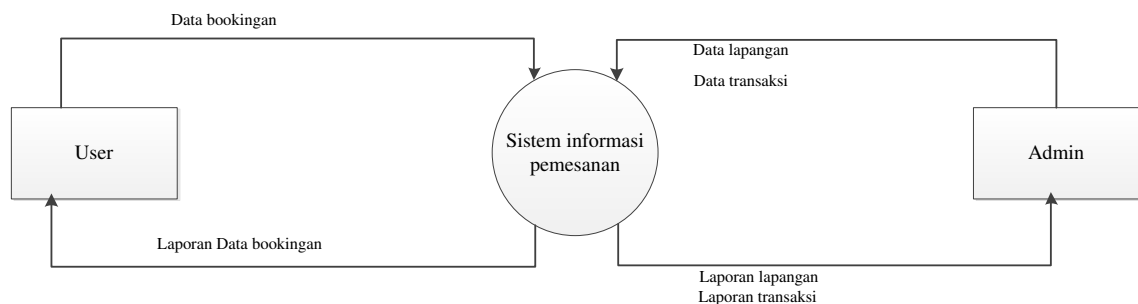 Data bookingan
Data lapangan
Data transaksi
User
Sistem informasi
pemesanan
Admin
Laporan Data bookingan
Laporan lapangan
Laporan transaksi